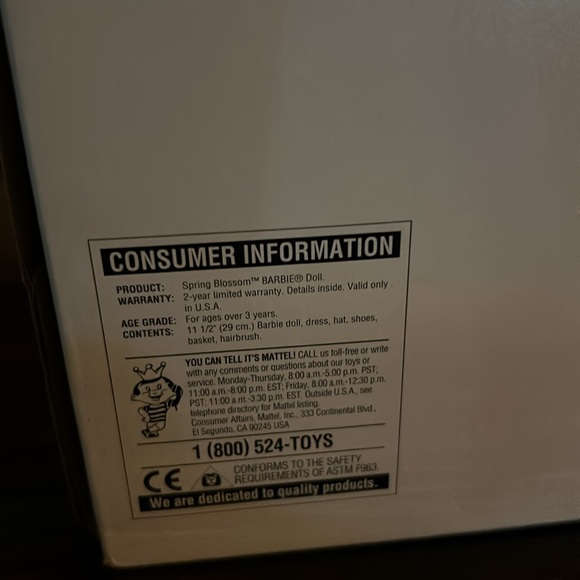 CONSUMER INFORMATION
PRODUCT: Spring Blossom™ BARBIE® Doll.
WARRANTY: 2-year limited warranty. Details inside. Valid only
in U.S.A.
AGE GRADE: For ages over 3 years.
CONTENTS: 11 1/2" (29 cm.) Barbie doll, dress, hat, shoes,
basket, hairbrush.
YOU CAN TELL IT'S MATTEL! CALL us toll-free or write
with any comments or questions about our toys or
service. Monday-Thursday, 8:00 a.m.-5:00 p.m. PST;
11:00 a.m.-8:00 p.m. EST; Friday, 8:00 a.m.-12:30 p.m.
PST; 11:00 a.m.-3:30 p.m. EST. Outside U.S.A., see
telephone directory for Mattel listing.
Consumer Affairs, Mattel, Inc., 333 Continental Blvd.,
El Segundo, CA 90245 USA
1 (800) 524-TOYS
CE
CONFORMS TO THE SAFETY
REQUIREMENTS OF ASTM F963.
We are dedicated to quality products.